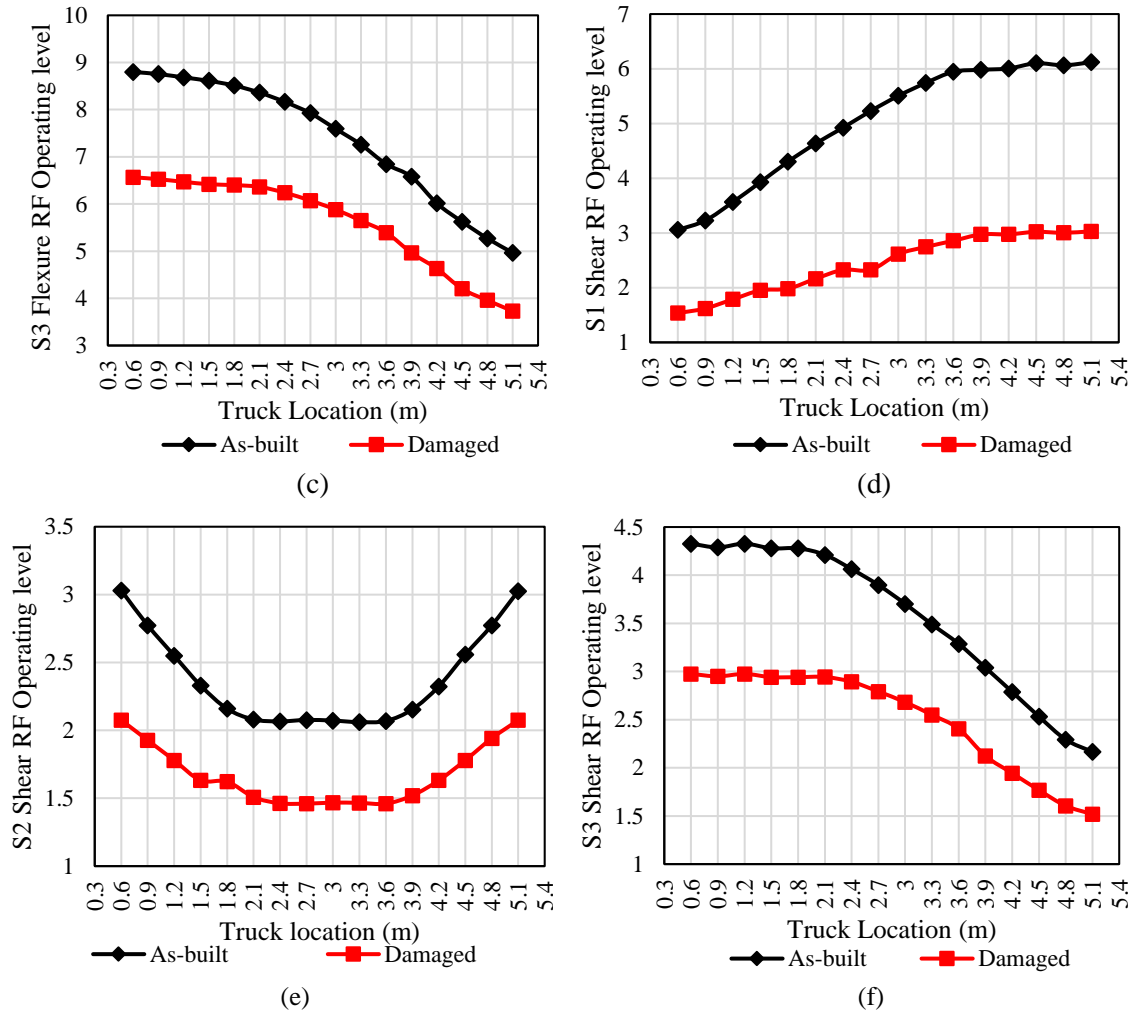 S3 Flexure RF Operating level
10
9
8
7
6
5
4
3
0.3 0.6 0.9 1.2 1.5 1.8 2.1 2.4 2.7 3 3.3 3.6 3.9 4.2 4.5 4.8 5.1 5.4
Truck Location (m)
As-built Damaged
(c)
S1 Shear RF Operating level
7
6
5
4
3
2
1
0.3 0.6 0.9 1.2 1.5 1.8 2.1 2.4 2.7 3 3.3 3.6 3.9 4.2 4.5 4.8 5.1 5.4
Truck Location (m)
As-built Damaged
(d)
S2 Shear RF Operating level
3.5
3
2.5
2
1.5
1
0.3 0.6 0.9 1.2 1.5 1.8 2.1 2.4 2.7 3 3.3 3.6 3.9 4.2 4.5 4.8 5.1 5.4
Truck location (m)
As-built Damaged
(e)
S3 Shear RF Operating level
4.5
4
3.5
3
2.5
2
1.5
1
0.3 0.6 0.9 1.2 1.5 1.8 2.1 2.4 2.7 3 3.3 3.6 3.9 4.2 4.5 4.8 5.1 5.4
Truck Location (m)
As-built Damaged
(f)